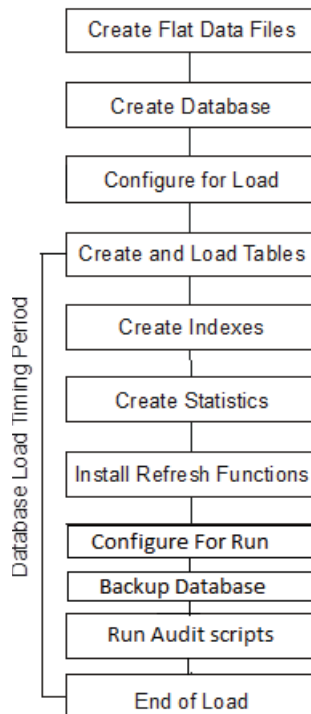 Create Flat Data Files
Create Database
Configure for Load
Create and Load Tables
Create Indexes
Create Statistics
Install Refresh Functions
Configure For Run
Backup Database
Run Audit scripts
End of Load
Database Load Timing Period